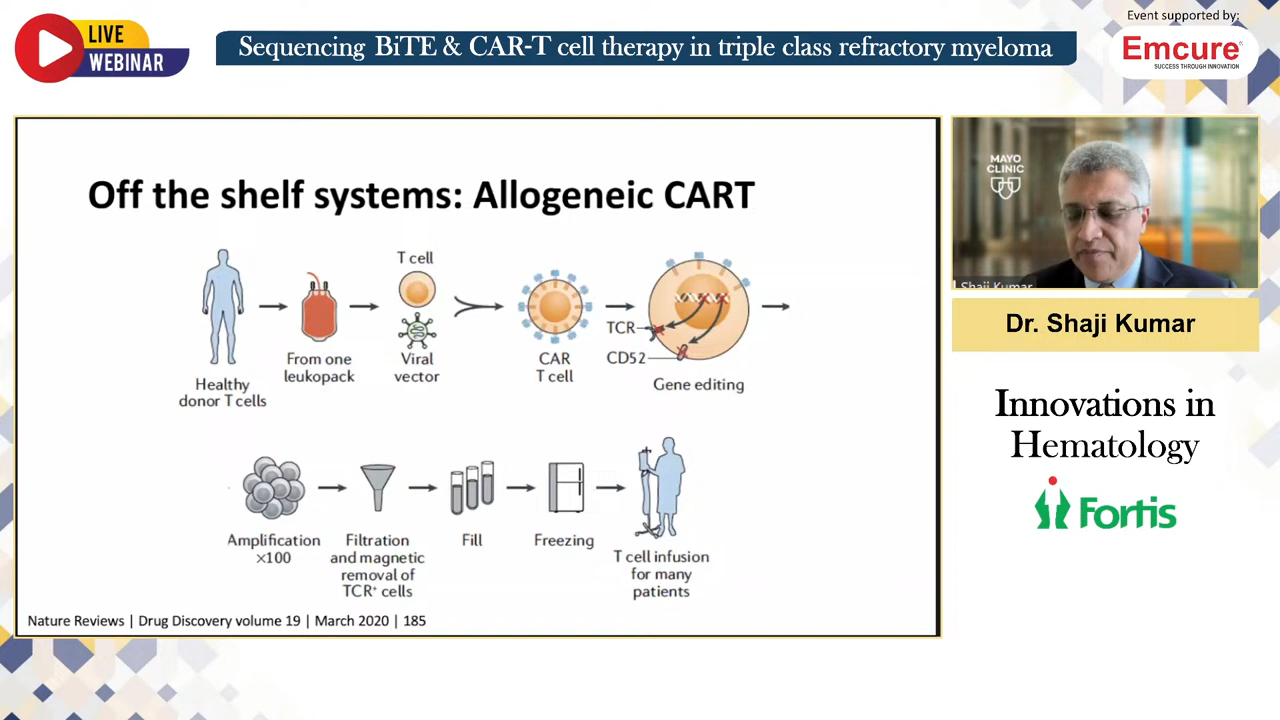 LIVE
WEBINAR
Sequencing BiTE & CAR-T cell therapy in triple class refractory myeloma
Event supported by:
Emcure®
SUCCESS THROUGH INNOVATION
Off the shelf systems: Allogeneic CART
Healthy
donor T cells
From one
leukopack
T cell
Viral
vector
CAR
T cell
TCR
CD52
Gene editing
Amplification
×100
Filtration
and magnetic
removal of
TCR⁺ cells
Fill
Freezing
T cell infusion
for many
patients
Nature Reviews | Drug Discovery volume 19 | March 2020 | 185
MAYO
CLINIC
Shaji Kumar
Dr. Shaji Kumar
Innovations in
Hematology
Fortis